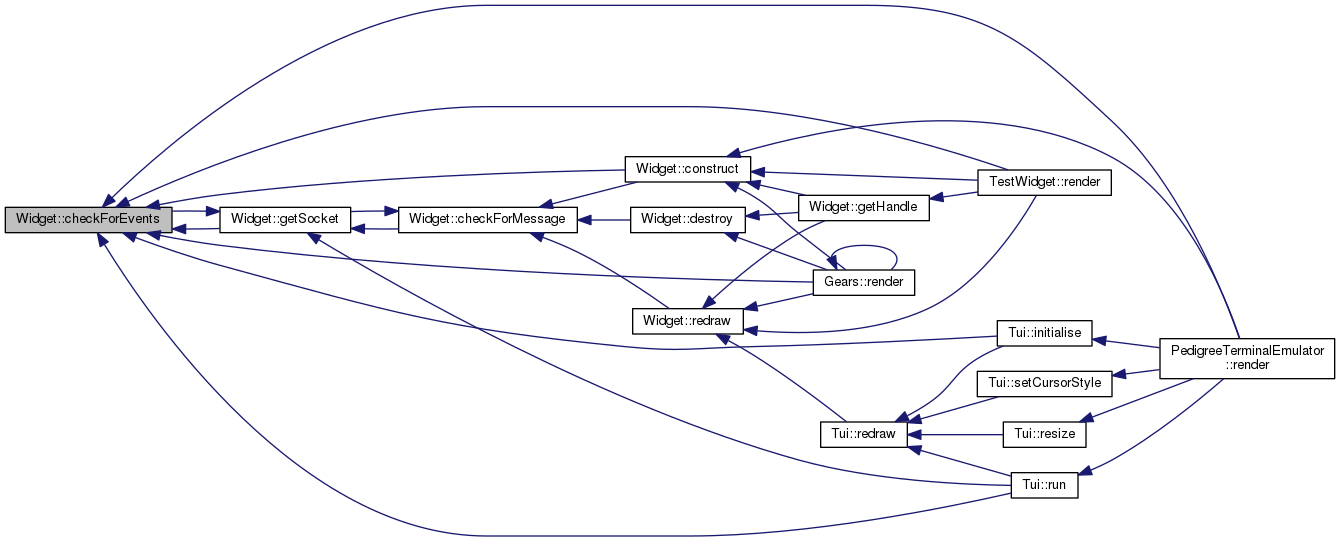 Widget::checkForEvents
Widget::getSocket
Widget::checkForMessage
Widget::construct
Widget::destroy
Widget::redraw
Widget::getHandle
Gears::render
TestWidget::render
Tui::initialise
Tui::setCursorStyle
Tui::redraw
Tui::resize
Tui::run
PedigreeTerminalEmulator
::render